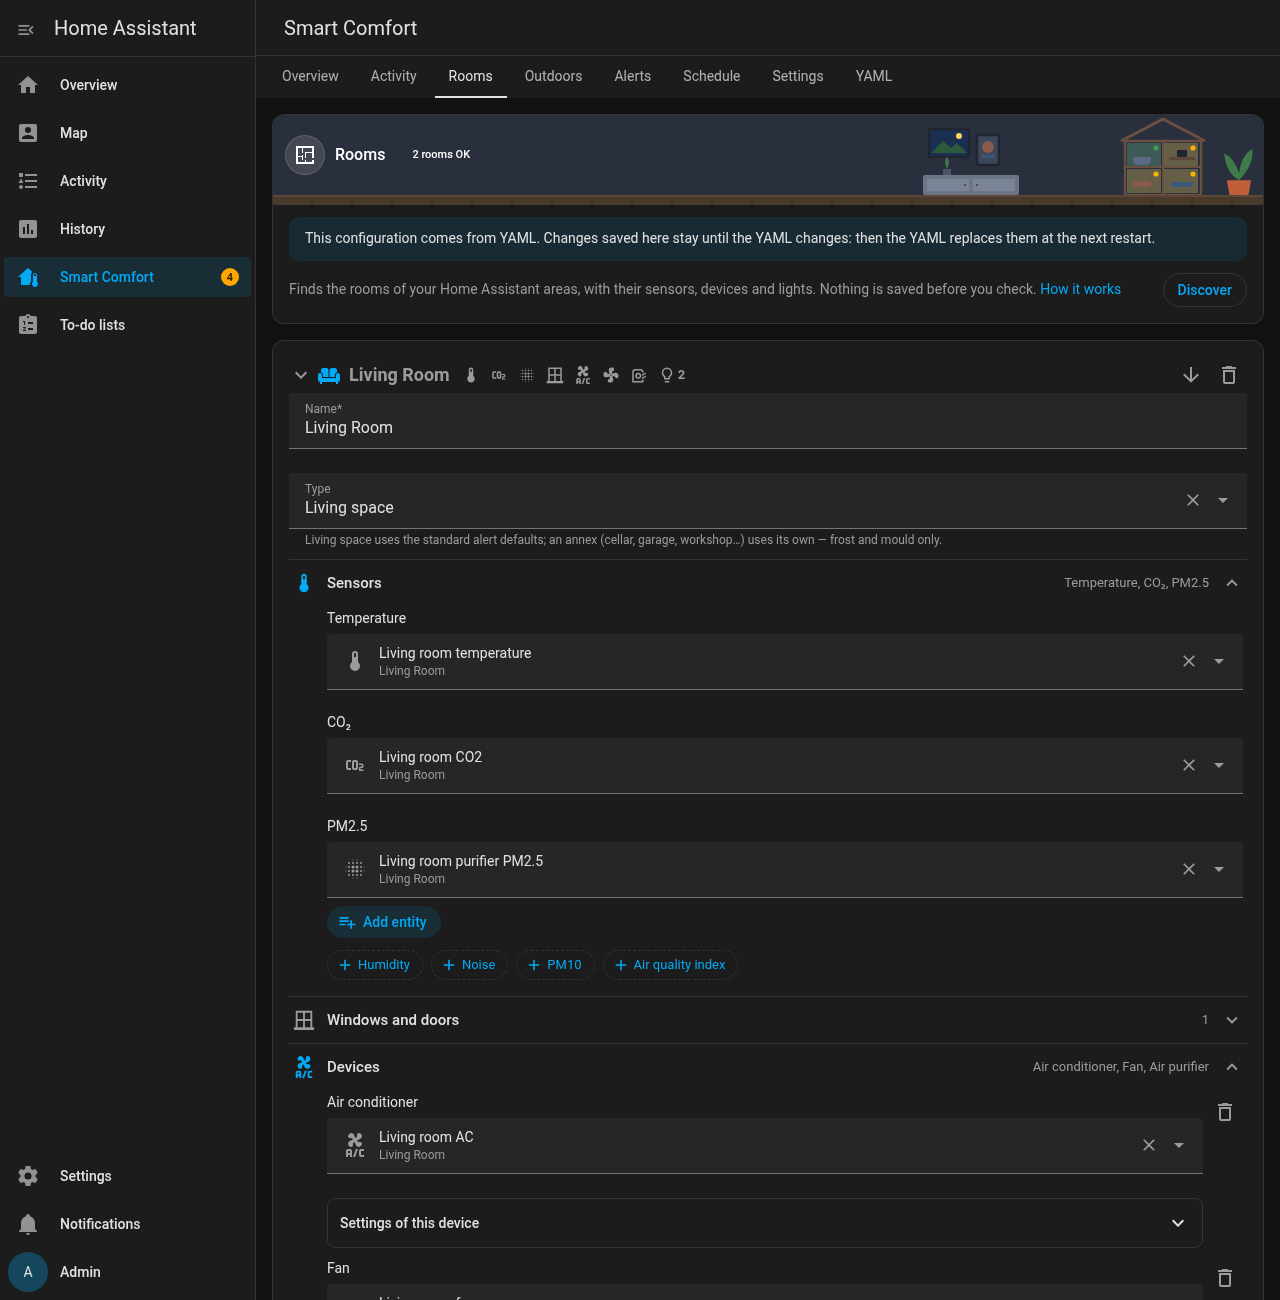 Home Assistant
Smart Comfort
Overview
Activity
Rooms
Outdoors
Alerts
Schedule
Settings
YAML
Overview
Map
Activity
History
Smart Comfort 4
To-do lists
Settings
Notifications
A Admin
Rooms 2 rooms OK
This configuration comes from YAML. Changes saved here stay until the YAML changes: then the YAML replaces them at the next restart.
Finds the rooms of your Home Assistant areas, with their sensors, devices and lights. Nothing is saved before you check. How it works
Discover
Living Room CO₂ A/C 2
Name*
Living Room
Type
Living space
Living space uses the standard alert defaults; an annex (cellar, garage, workshop…) uses its own — frost and mould only.
Sensors Temperature, CO₂, PM2.5
Temperature
Living room temperature
Living Room
CO₂
CO₂ Living room CO2
Living Room
PM2.5
Living room purifier PM2.5
Living Room
Add entity
Humidity
Noise
PM10
Air quality index
Windows and doors 1
A/C Devices Air conditioner, Fan, Air purifier
Air conditioner
A/C Living room AC
Living Room
Settings of this device
Fan